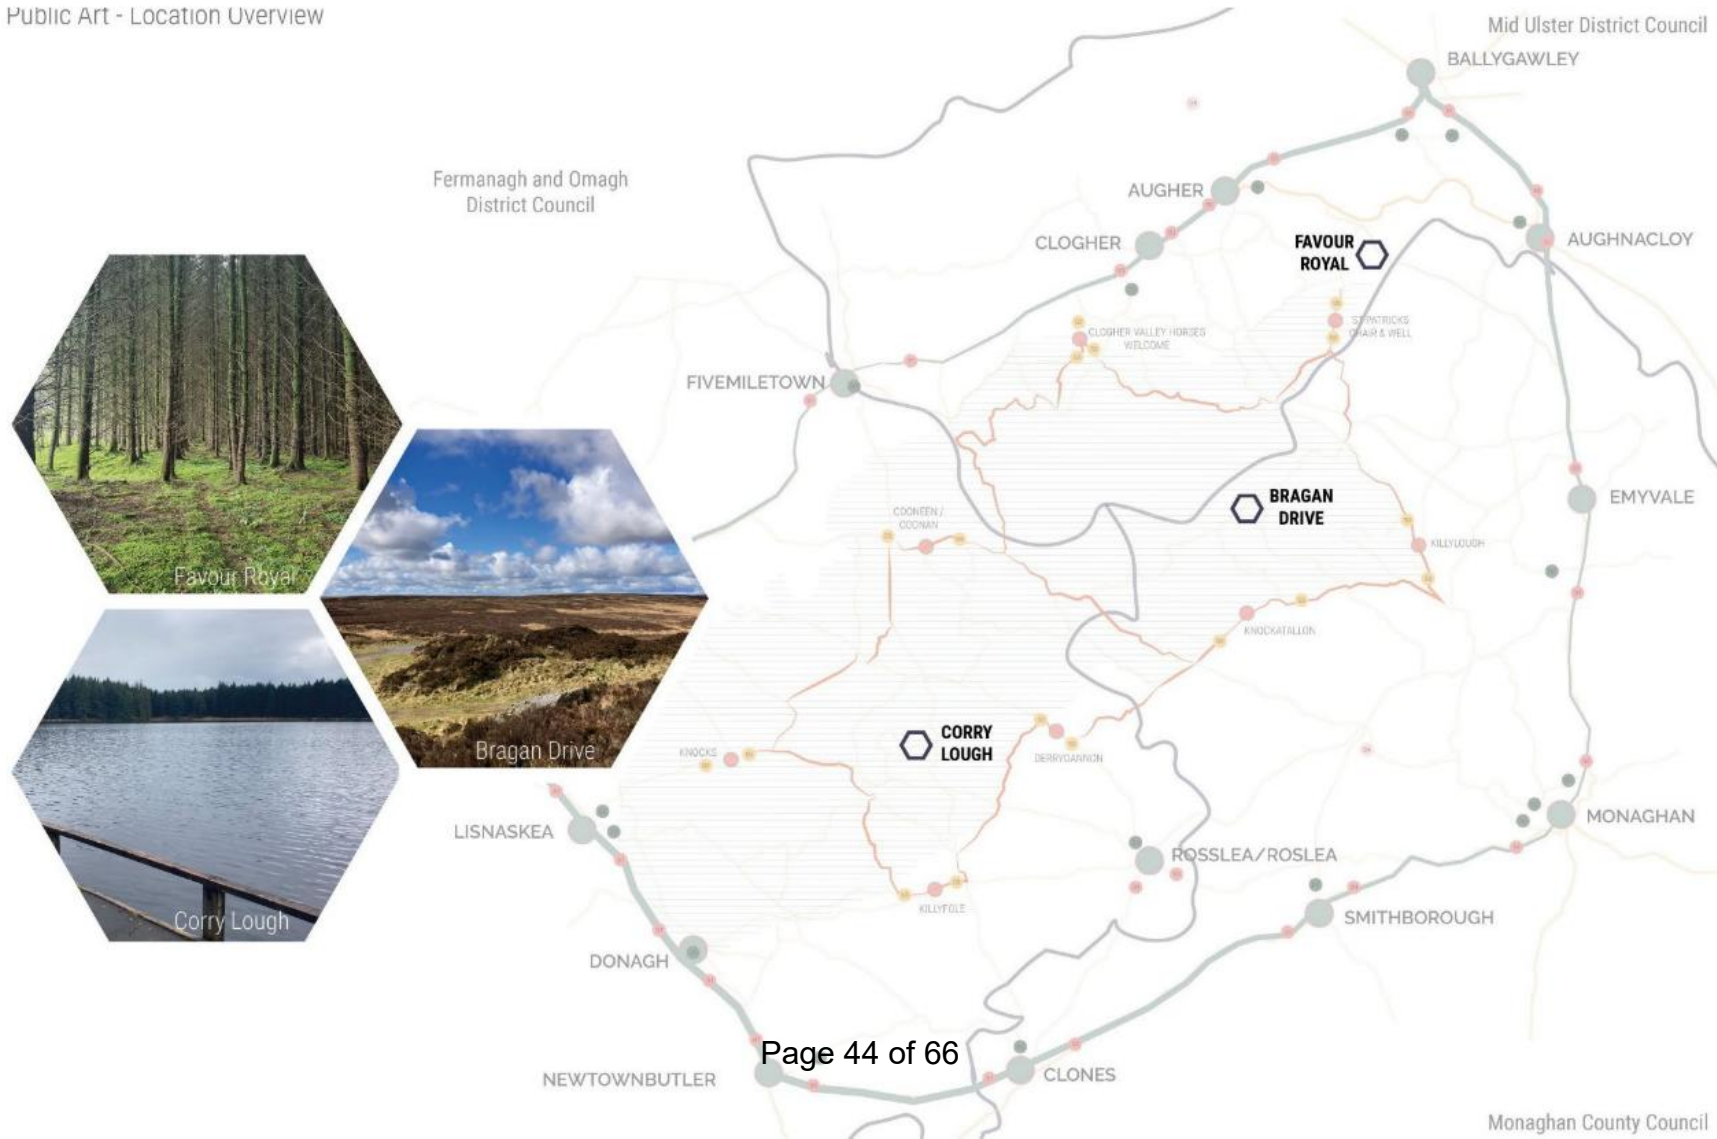 Public Art - Location Overview
Mid Ulster District Council
BALLYGAWLEY
Fermanagh and Omagh
District Council
AUGHER
CLOGHER
FAVOUR
ROYAL
AUGHNACLOY
ST PATRICKS
CHAIR & WELL
CLOGHER VALLEY HORSES
WELCOME
FIVEMILETOWN
BRAGAN
DRIVE
EMYVALE
COONEEN /
COONAN
KILLYLOUGH
Favour Royal
KNOCKATALLON
CORRY
LOUGH
KNOCKS
DERRYGANNON
Bragan Drive
LISNASKEA
MONAGHAN
ROSSLEA/ROSLEA
KILLYFOLE
SMITHBOROUGH
Corry Lough
DONAGH
Page 44 of 66
NEWTOWNBUTLER
CLONES
Monaghan County Council